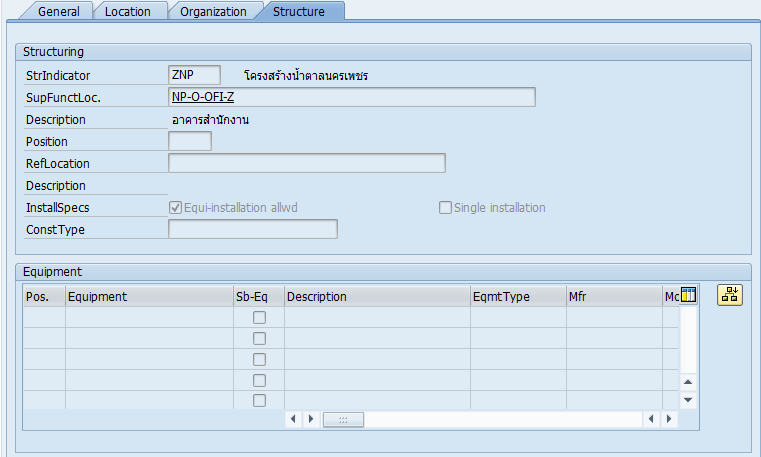 General Location Organization Structure
Structuring
StrIndicator ZNP โครงสร้างน้ำตาลนครเพชร
SupFunctLoc. NP-O-OFI-Z
Description อาคารสำนักงาน
Position
RefLocation
Description
InstallSpecs Equi-installation allwd Single installation
ConstType
Equipment
Pos. Equipment Sb-Eq Description EqmtType Mfr Mo